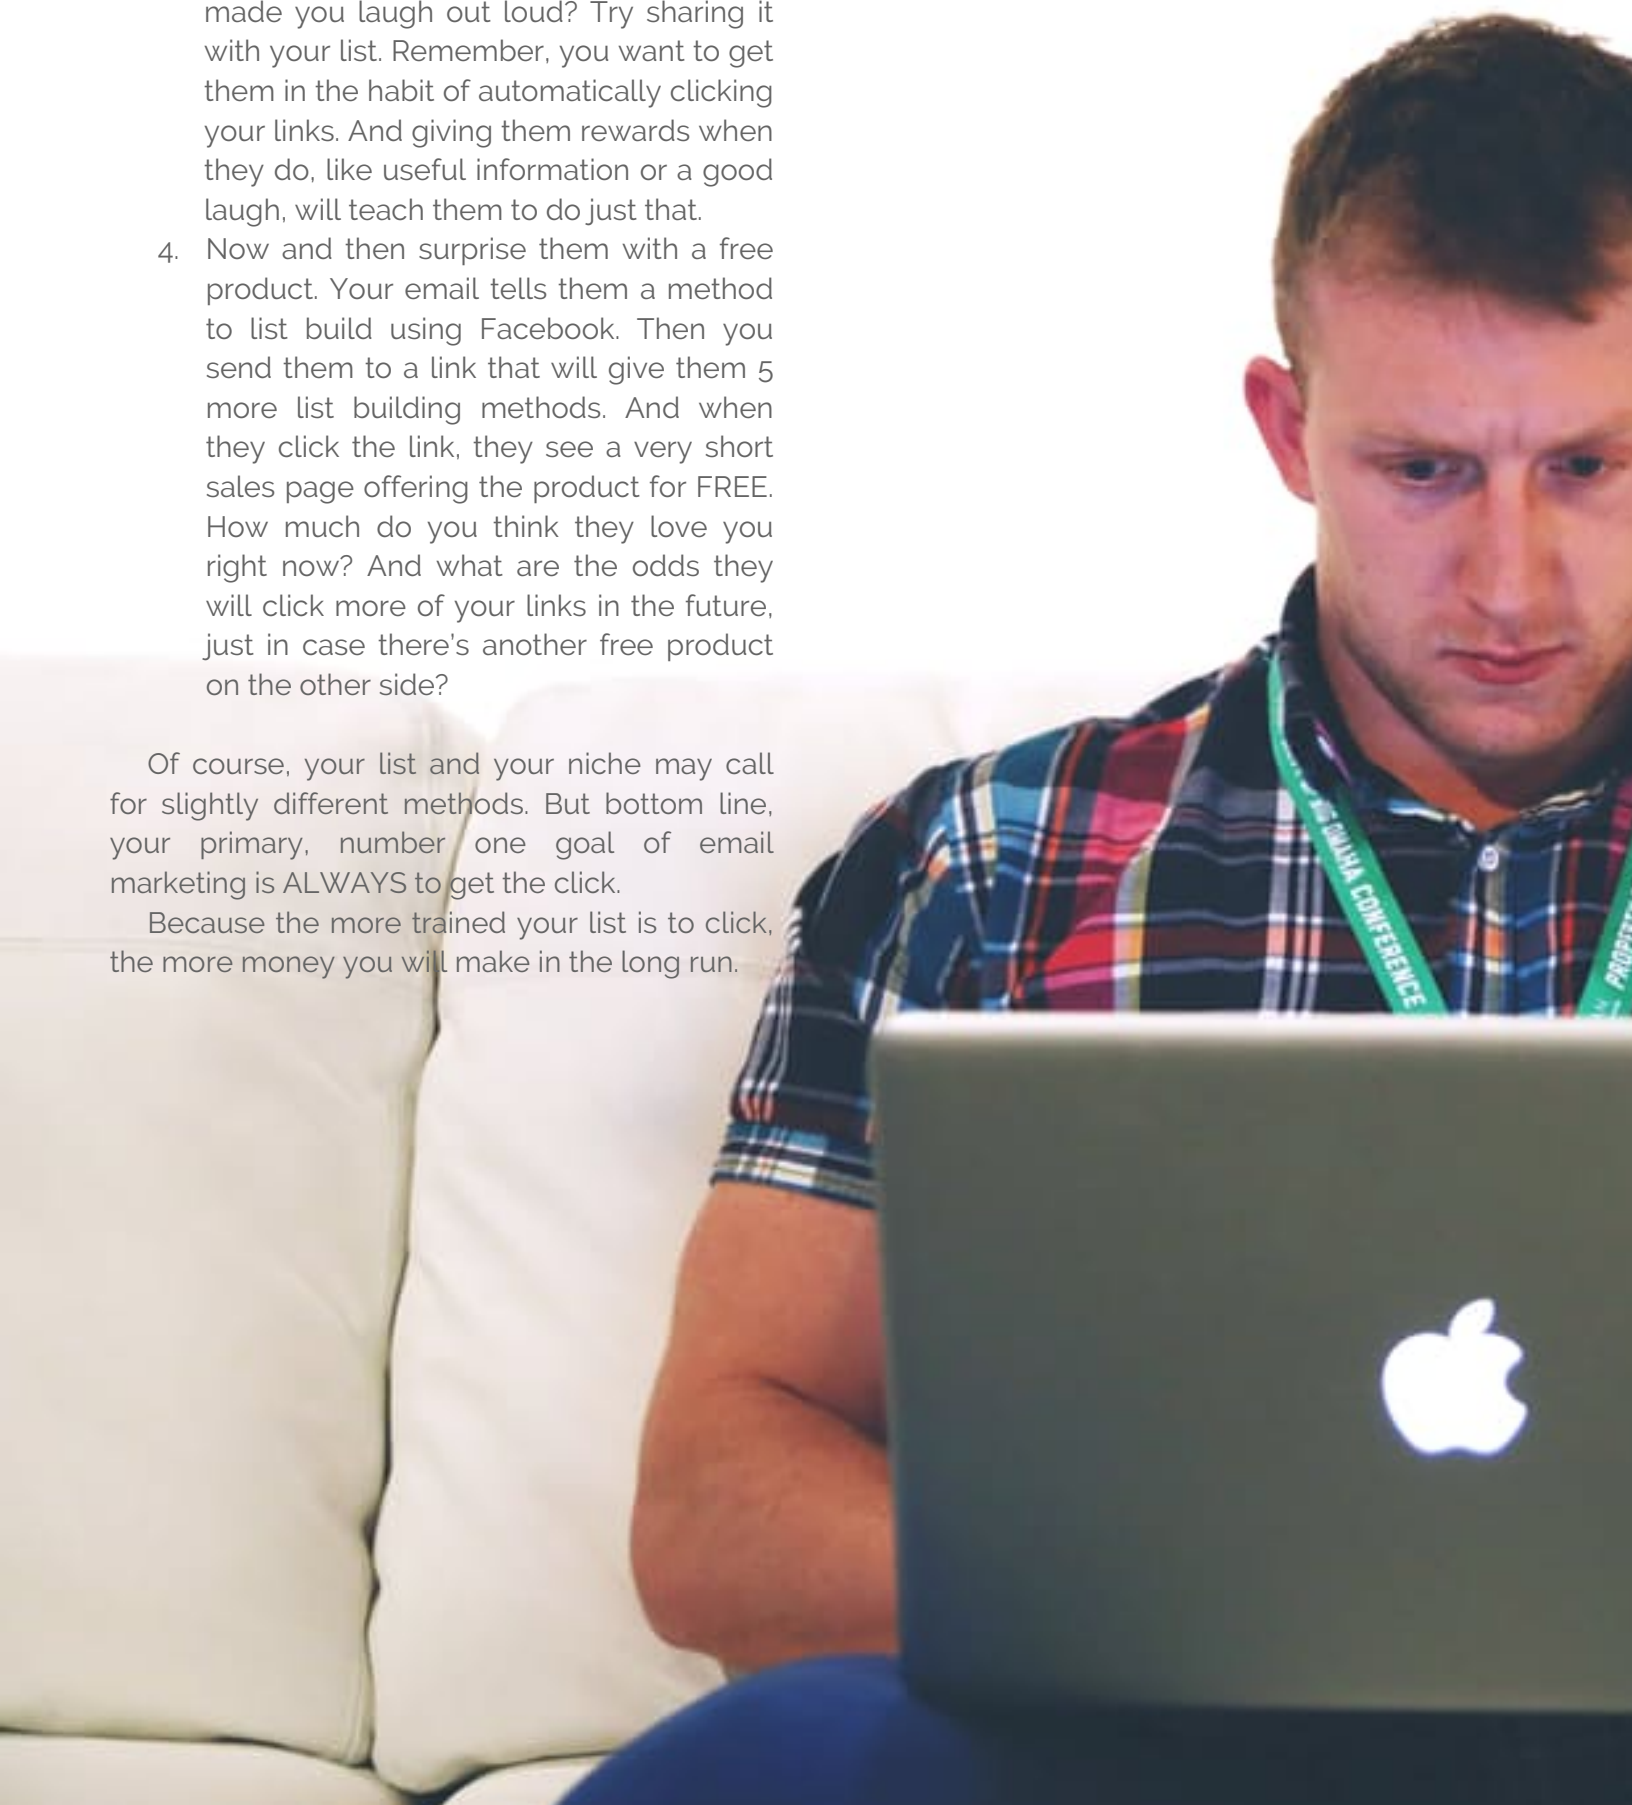 made you laugh out loud? Try sharing it
with your list. Remember, you want to get
them in the habit of automatically clicking
your links. And giving them rewards when
they do, like useful information or a good
laugh, will teach them to do just that.
4. Now and then surprise them with a free
product. Your email tells them a method
to list build using Facebook. Then you
send them to a link that will give them 5
more list building methods. And when
they click the link, they see a very short
sales page offering the product for FREE.
How much do you think they love you
right now? And what are the odds they
will click more of your links in the future,
just in case there's another free product
on the other side?
Of course, your list and your niche may call
for slightly different methods. But bottom line,
your primary, number one goal of email
marketing is ALWAYS to get the click.
Because the more trained your list is to click,
the more money you will make in the long run.
OMAHA CONFERENCE